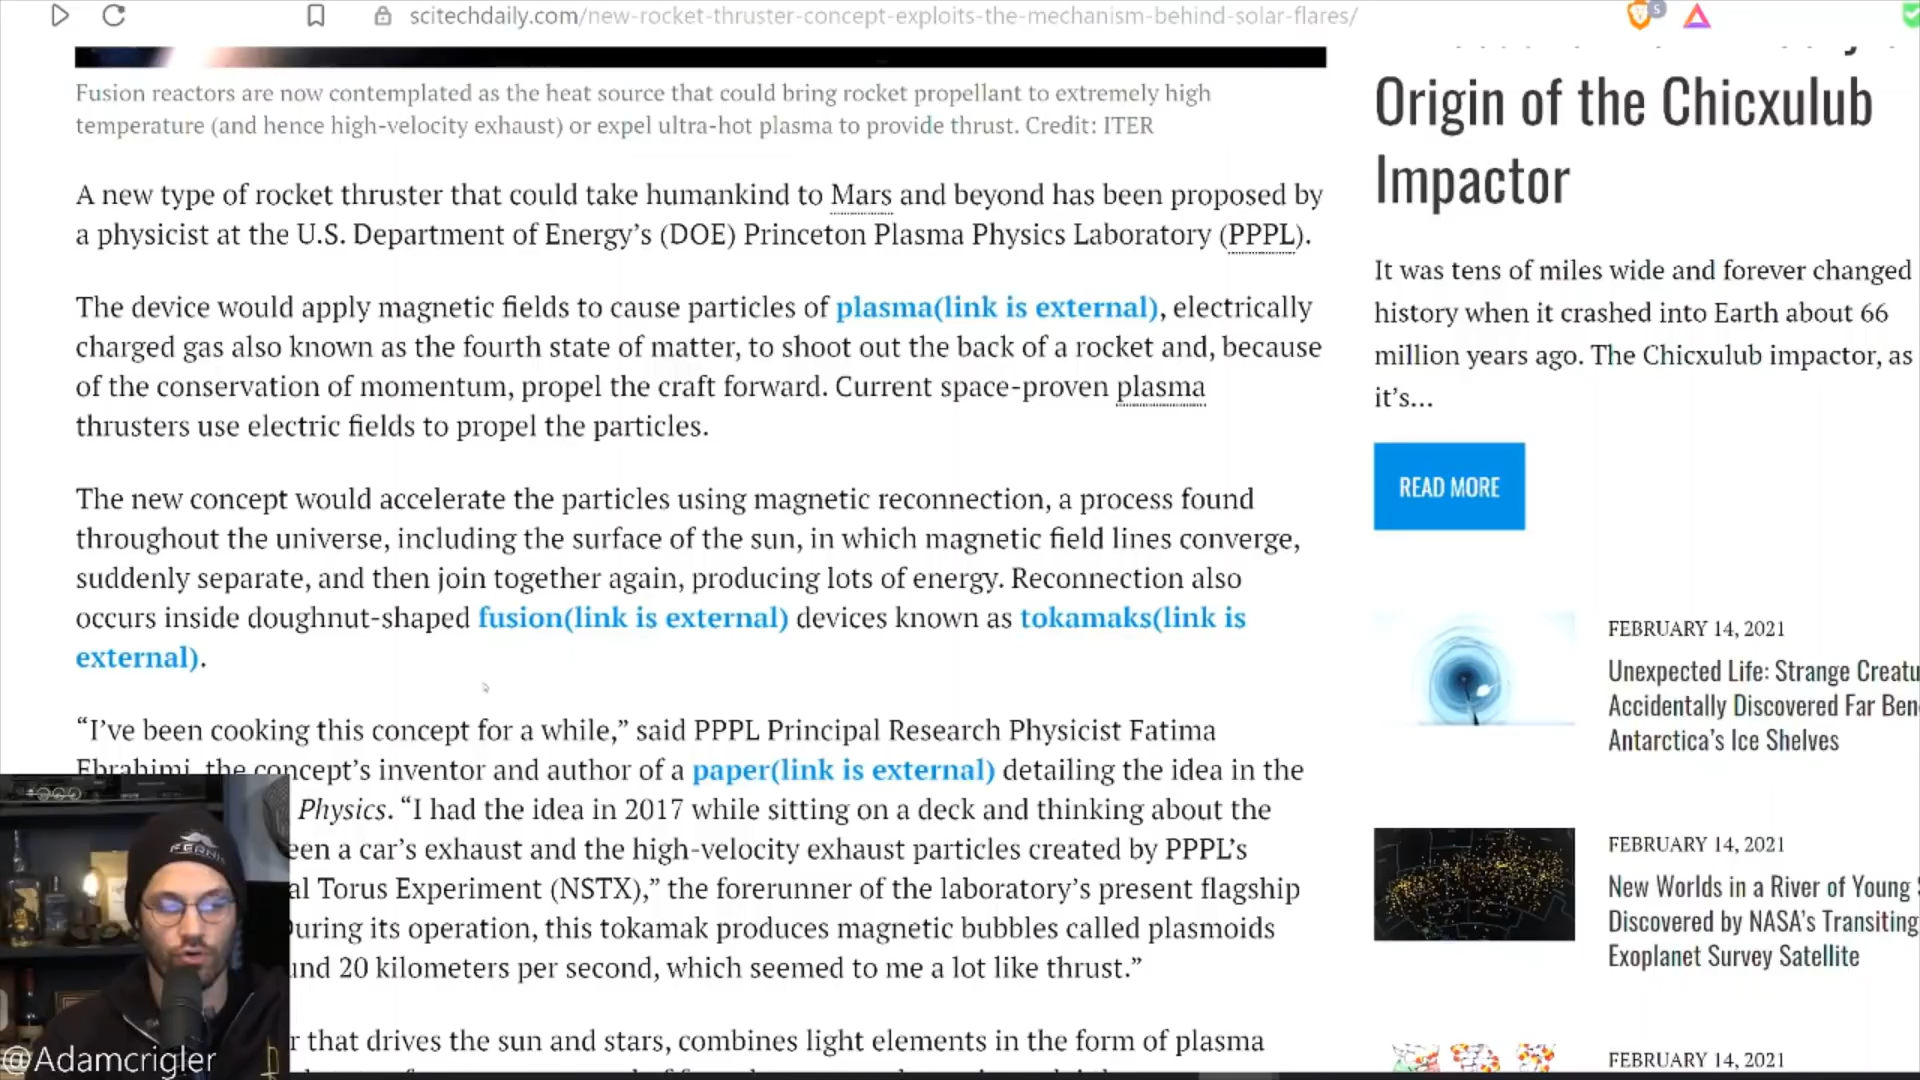 scitechdaily.com/new-rocket-thruster-concept-exploits-the-mechanism-behind-solar-flares/
5
Fusion reactors are now contemplated as the heat source that could bring rocket propellant to extremely high
temperature (and hence high-velocity exhaust) or expel ultra-hot plasma to provide thrust. Credit: ITER
A new type of rocket thruster that could take humankind to Mars and beyond has been proposed by
a physicist at the U.S. Department of Energy’s (DOE) Princeton Plasma Physics Laboratory (PPPL).
The device would apply magnetic fields to cause particles of plasma(link is external), electrically
charged gas also known as the fourth state of matter, to shoot out the back of a rocket and, because
of the conservation of momentum, propel the craft forward. Current space-proven plasma
thrusters use electric fields to propel the particles.
The new concept would accelerate the particles using magnetic reconnection, a process found
throughout the universe, including the surface of the sun, in which magnetic field lines converge,
suddenly separate, and then join together again, producing lots of energy. Reconnection also
occurs inside doughnut-shaped fusion(link is external) devices known as tokamaks(link is
external).
“I’ve been cooking this concept for a while,” said PPPL Principal Research Physicist Fatima
Ebrahimi, the concept’s inventor and author of a paper(link is external) detailing the idea in the
Physics. “I had the idea in 2017 while sitting on a deck and thinking about the
een a car’s exhaust and the high-velocity exhaust particles created by PPPL’s
al Torus Experiment (NSTX),” the forerunner of the laboratory’s present flagship
During its operation, this tokamak produces magnetic bubbles called plasmoids
und 20 kilometers per second, which seemed to me a lot like thrust.”
r that drives the sun and stars, combines light elements in the form of plasma
Origin of the Chicxulub
Impactor
It was tens of miles wide and forever changed
history when it crashed into Earth about 66
million years ago. The Chicxulub impactor, as
it’s...
READ MORE
FEBRUARY 14, 2021
Unexpected Life: Strange Creatu
Accidentally Discovered Far Ben
Antarctica’s Ice Shelves
FEBRUARY 14, 2021
New Worlds in a River of Young
Discovered by NASA’s Transiting
Exoplanet Survey Satellite
FEBRUARY 14, 2021
@Adamcrigler